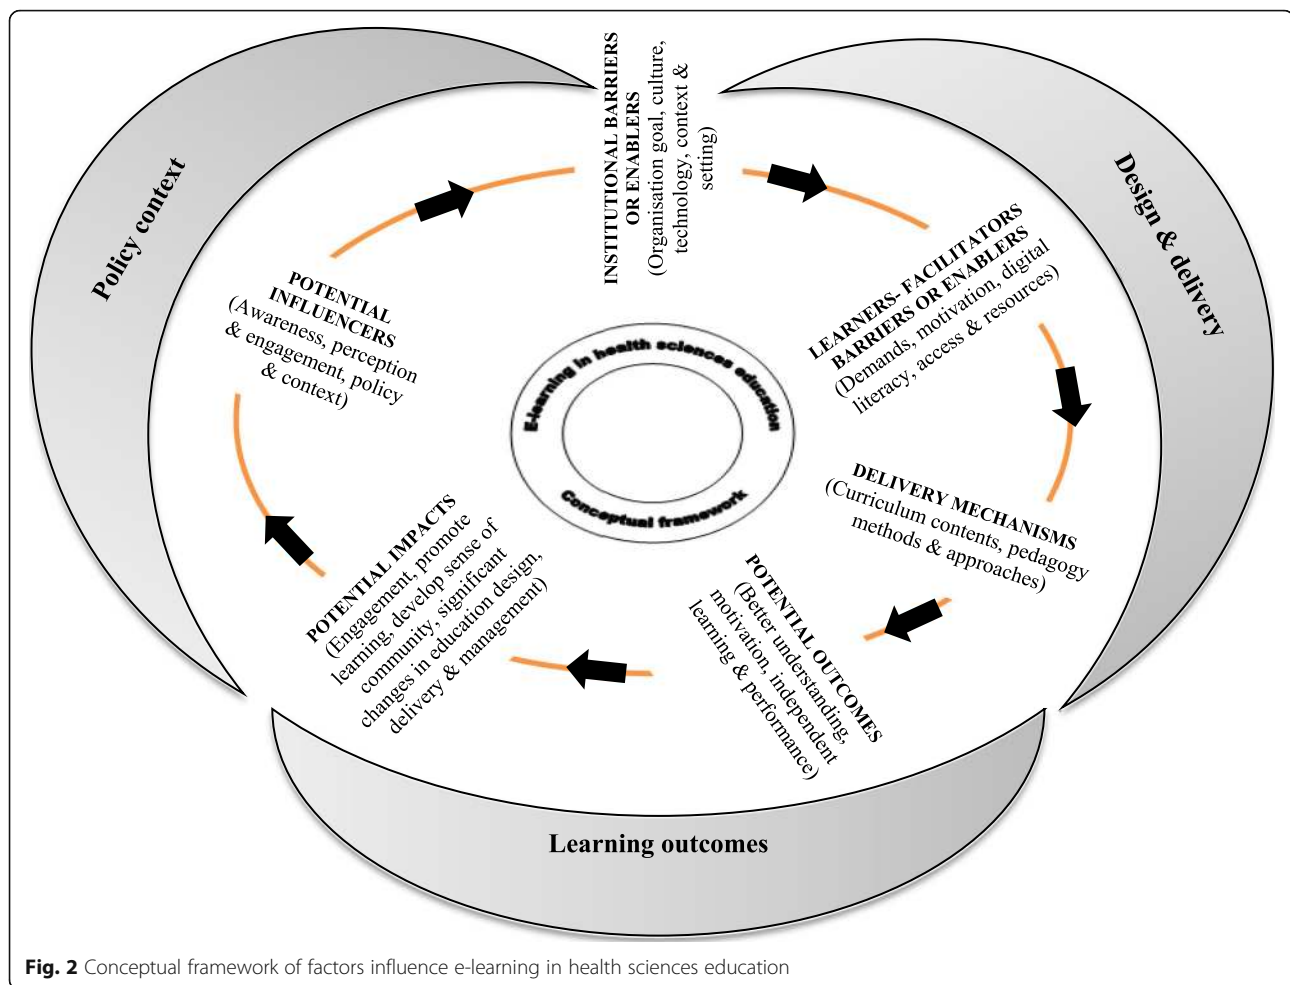 Policy context
Design & delivery
Learning outcomes
INSTITUTIONAL BARRIERS
OR ENABLERS
(Organisation goal, culture,
technology, context &
setting)
LEARNERS- FACILITATORS
BARRIERS OR ENABLERS
(Demands, motivation, digital
literacy, access & resources)
DELIVERY MECHANISMS
(Curriculum contents, pedagogy
methods & approaches)
POTENTIAL OUTCOMES
(Better understanding,
motivation, independent
learning & performance)
POTENTIAL IMPACTS
(Engagement, promote
learning, develop sense of
community, significant
changes in education design,
delivery & management)
POTENTIAL
INFLUENCERS
(Awareness, perception
& engagement, policy
& context)
E-learning in health sciences education
Conceptual framework
Fig. 2 Conceptual framework of factors influence e-learning in health sciences education